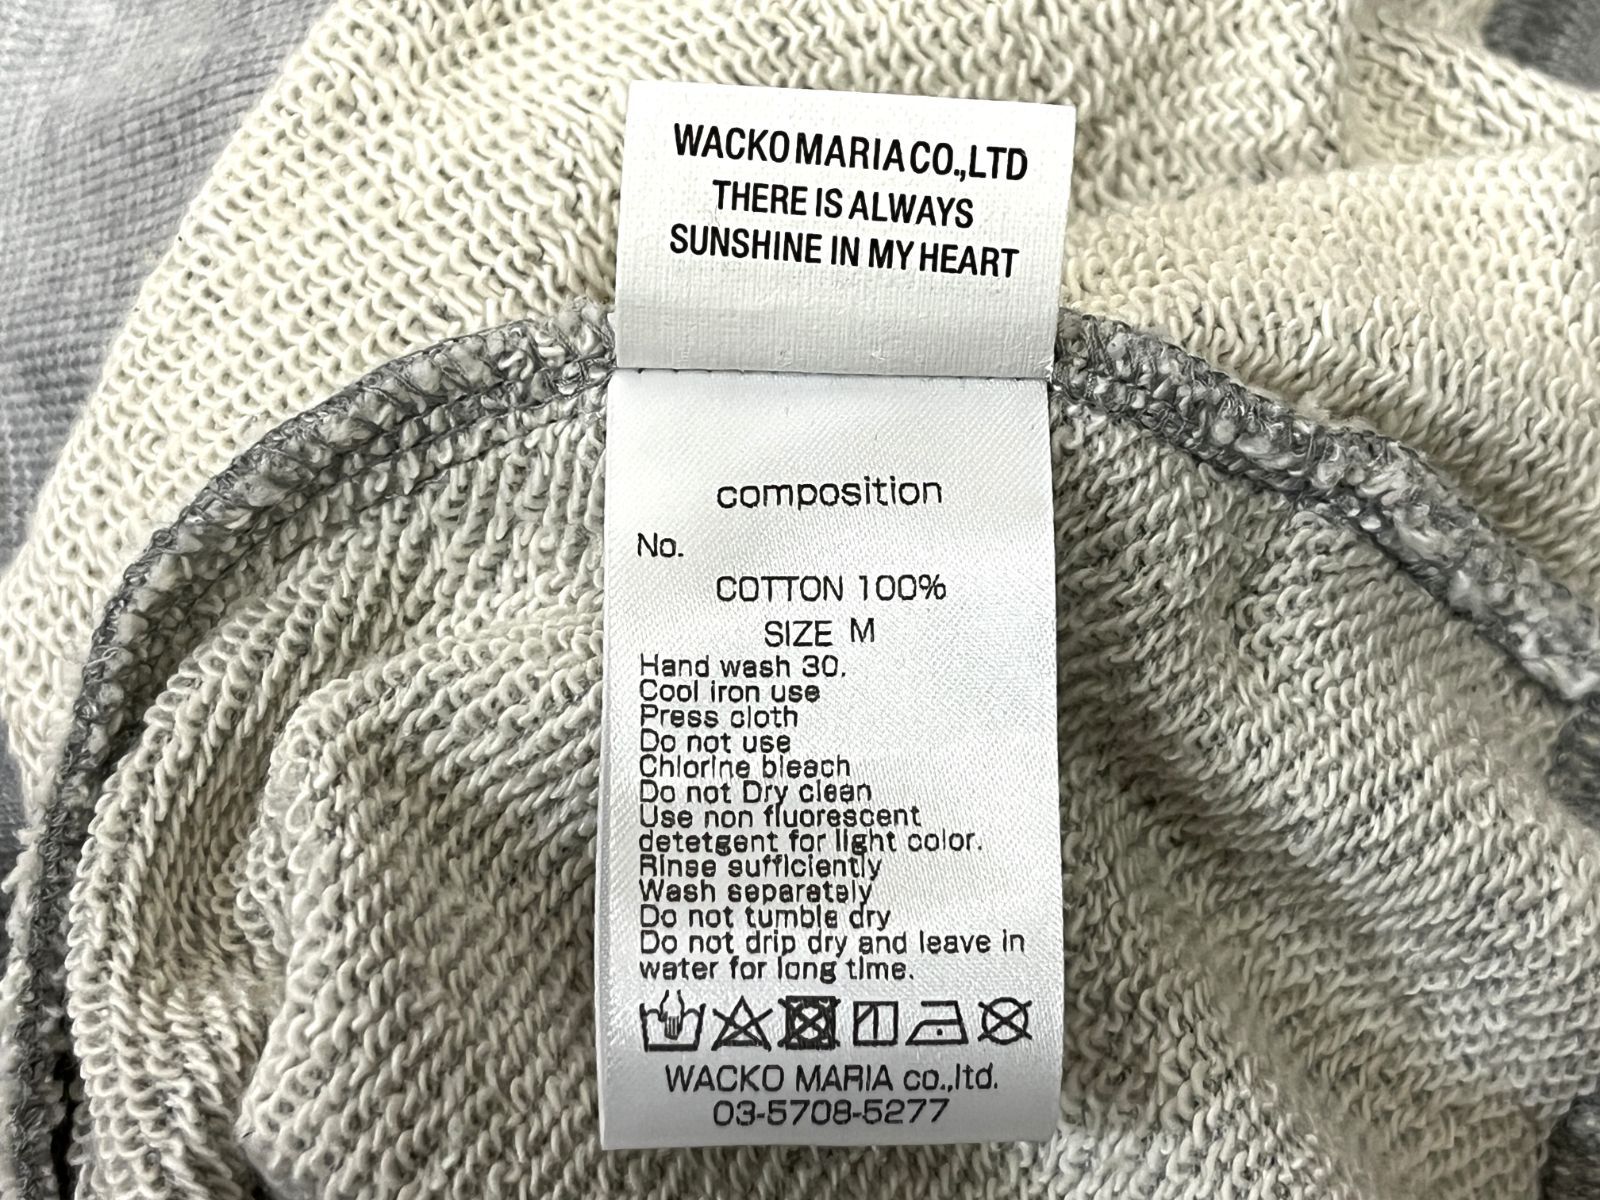 WACKO MARIA CO.,LTD
THERE IS ALWAYS
SUNSHINE IN MY HEART
composition
No.
COTTON 100%
SIZE M
Hand wash 30.
Cool iron use
Press cloth
Do not use
Chlorine bleach
Do not Dry clean
Use non fluorescent
detetgent for light color.
Rinse sufficiently
Wash separately
Do not tumble dry
Do not drip dry and leave in
water for long time.
WACKO MARIA co.,ltd.
03-5708-5277